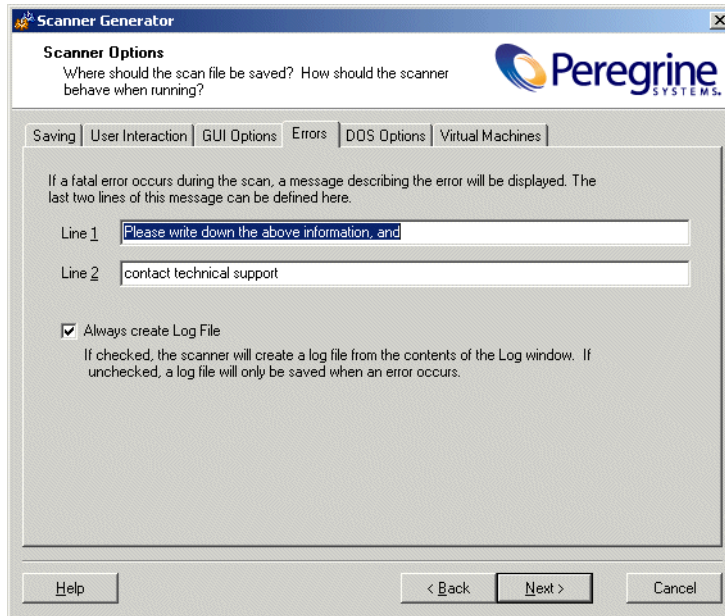 Scanner Generator
Scanner Options
Where should the scan file be saved? How should the scanner
behave when running?
Peregrine
SYSTEMS
Saving
User Interaction
GUI Options
Errors
DOS Options
Virtual Machines
If a fatal error occurs during the scan, a message describing the error will be displayed. The
last two lines of this message can be defined here.
Line 1
Please write down the above information, and
Line 2
contact technical support
Always create Log File
If checked, the scanner will create a log file from the contents of the Log window. If
unchecked, a log file will only be saved when an error occurs.
Help
< Back
Next >
Cancel